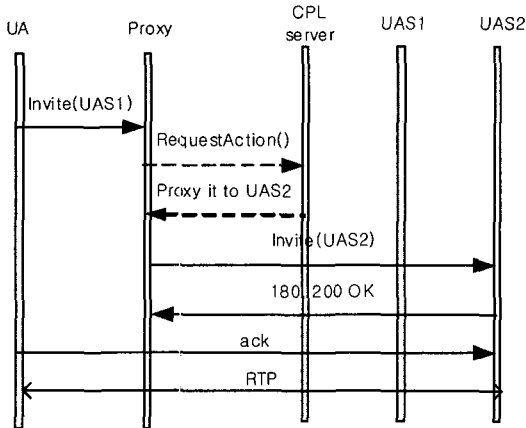 UA
Proxy
CPL
server
UAS1
UAS2
Invite(UAS1)
RequestAction()
Proxy it to UAS2
Invite(UAS2)
180, 200 OK
ack
RTP